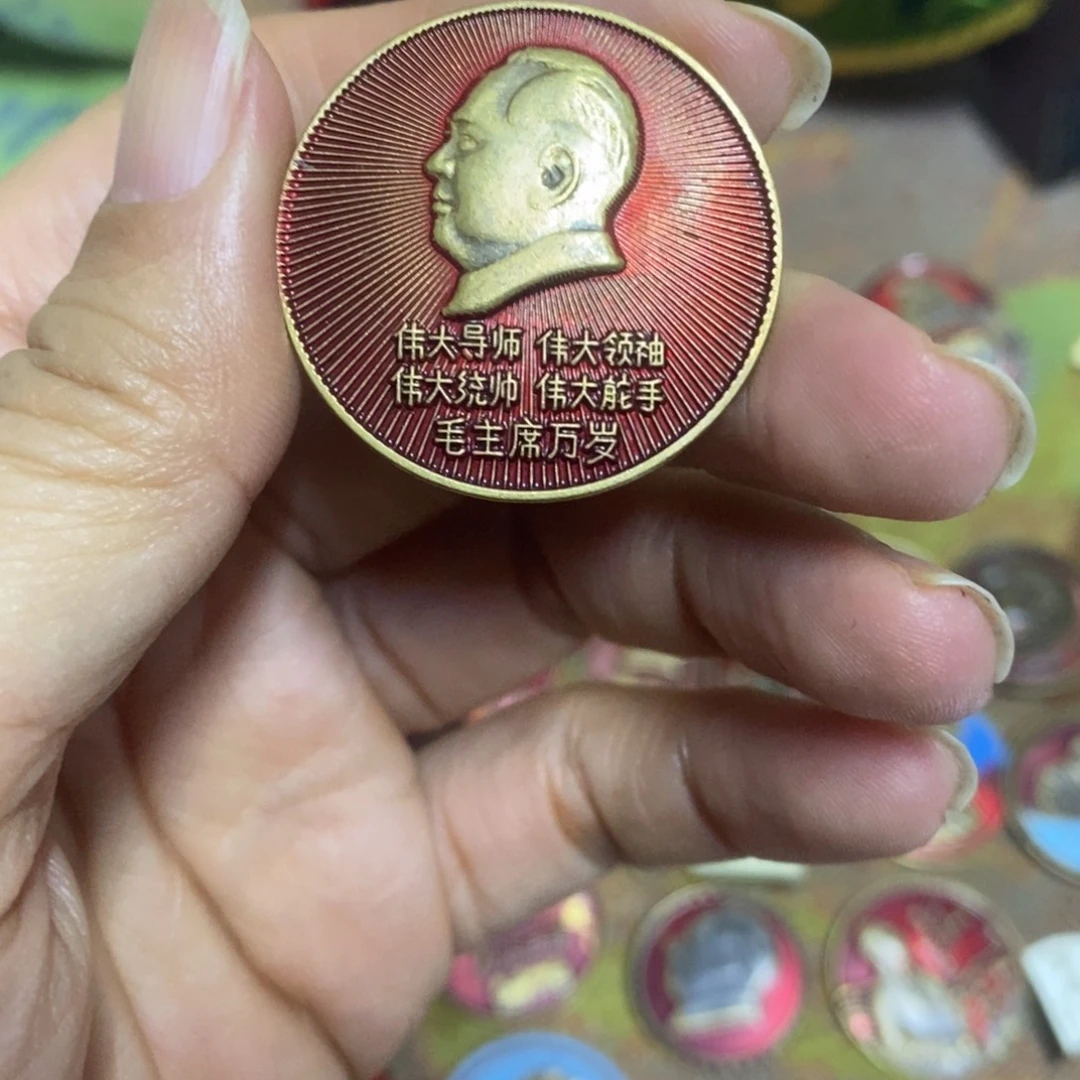 伟大导师 伟大领袖
伟大统帅 伟大舵手
毛主席万岁